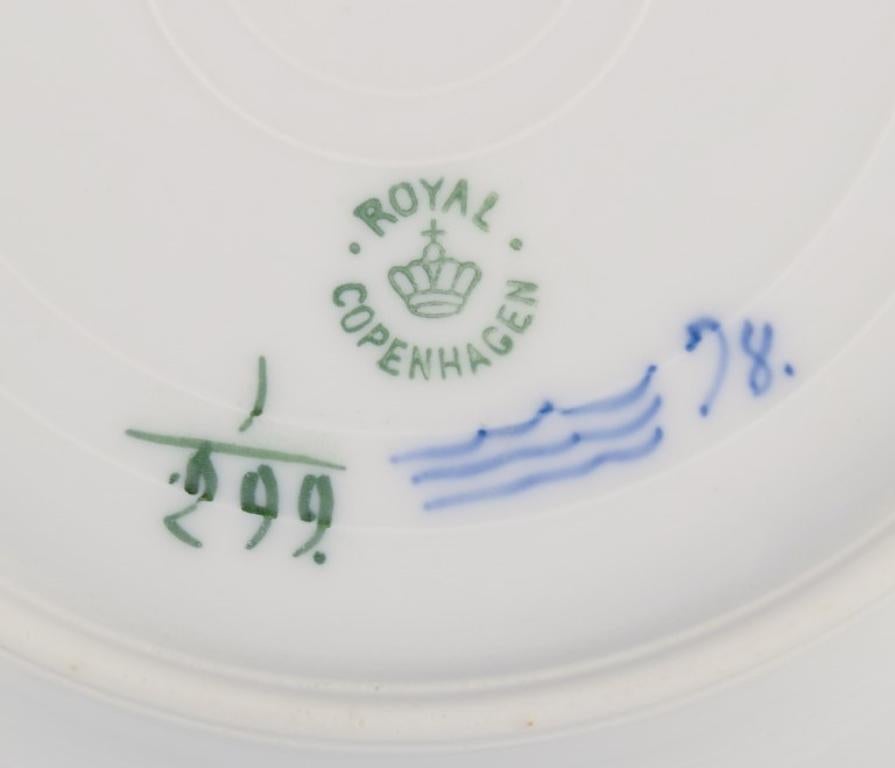 ROYAL
COPENHAGEN
1
299.
78.